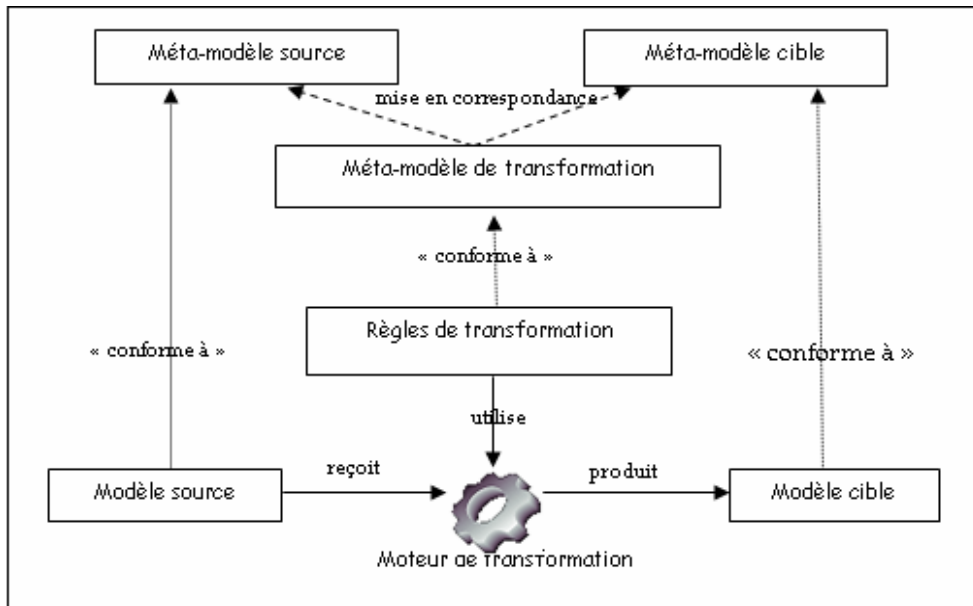 Méta-modèle source
Méta-modèle cible
mise en correspondance
Méta-modèle de transformation
« conforme à »
Règles de transformation
« conforme à »
« conforme à »
utilise
reçoit
produit
Modèle source
Modèle cible
Moteur de transformation